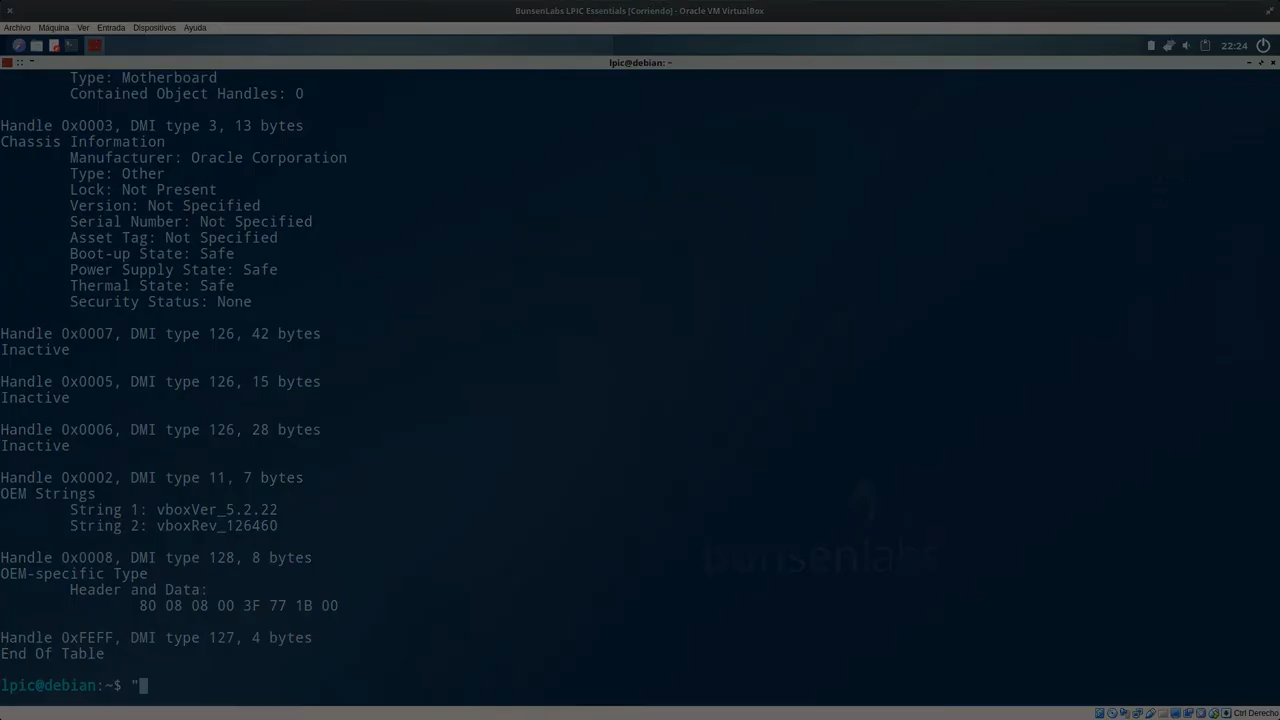 BunsenLabs LPIC Essentials [Corriendo] - Oracle VM VirtualBox
Archivo Máquina Ver Entrada Dispositivos Ayuda
22:24
lpic@debian: ~
Type: Motherboard
Contained Object Handles: 0
Handle 0x0003, DMI type 3, 13 bytes
Chassis Information
Manufacturer: Oracle Corporation
Type: Other
Lock: Not Present
Version: Not Specified
Serial Number: Not Specified
Asset Tag: Not Specified
Boot-up State: Safe
Power Supply State: Safe
Thermal State: Safe
Security Status: None
Handle 0x0007, DMI type 126, 42 bytes
Inactive
Handle 0x0005, DMI type 126, 15 bytes
Inactive
Handle 0x0006, DMI type 126, 28 bytes
Inactive
Handle 0x0002, DMI type 11, 7 bytes
OEM Strings
String 1: vboxVer_5.2.22
String 2: vboxRev_126460
Handle 0x0008, DMI type 128, 8 bytes
OEM-specific Type
Header and Data:
80 08 08 00 3F 77 1B 00
Handle 0xFEFF, DMI type 127, 4 bytes
End Of Table
lpic@debian:~$ "
bunsenlabs
Ctrl Derecho